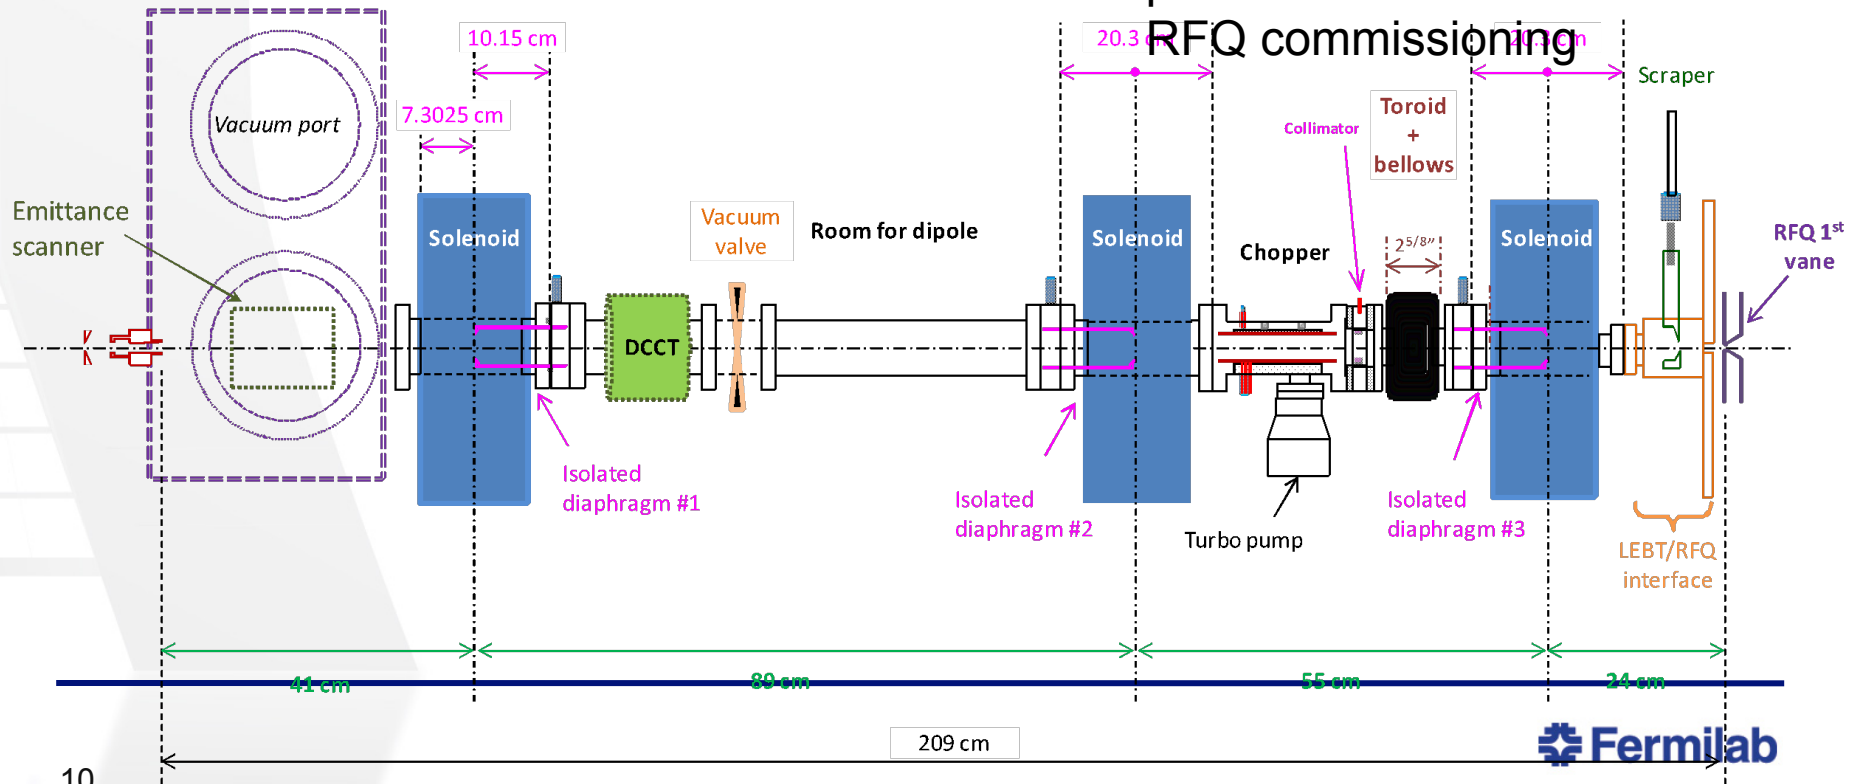 RFQ commissioning
10.15 cm
20.3 cm
20.3 cm
Scraper
7.3025 cm
Vacuum port
Collimator
Toroid
+
bellows
Emittance
scanner
Solenoid
Vacuum
valve
Room for dipole
Solenoid
Chopper
2 5/8"
Solenoid
RFQ 1st
vane
DCCT
Isolated
diaphragm #1
Isolated
diaphragm #2
Turbo pump
Isolated
diaphragm #3
LEBT/RFQ
interface
41 cm
89 cm
55 cm
24 cm
209 cm
Fermilab
10